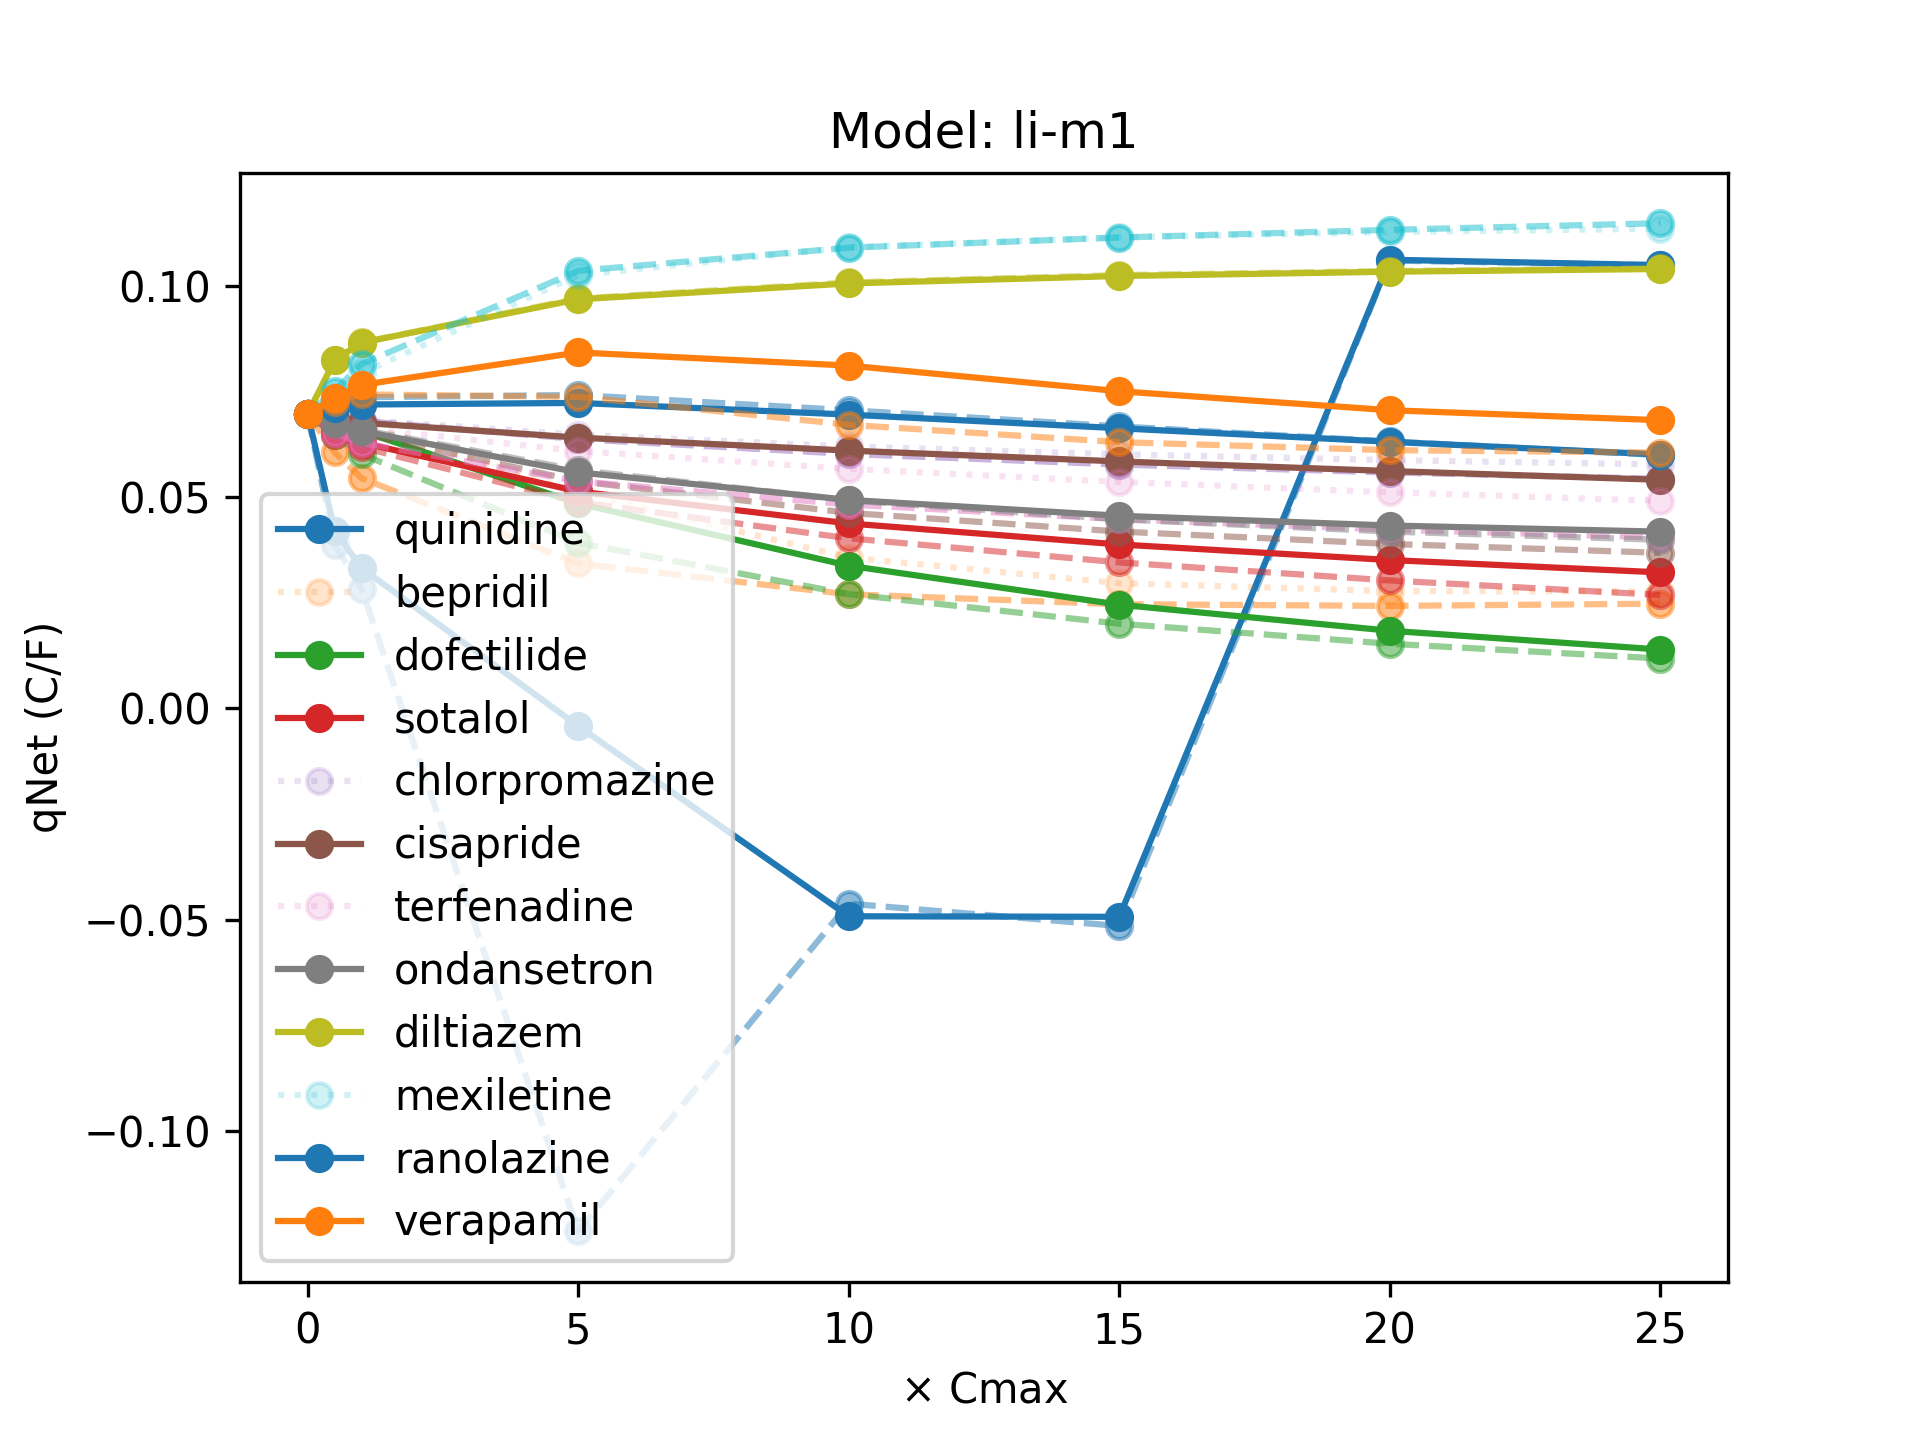 Model: li-m1
qNet (C/F)
0.10
0.05
0.00
−0.05
−0.10
quinidine
bepridil
dofetilide
sotalol
chlorpromazine
cisapride
terfenadine
ondansetron
diltiazem
mexiletine
ranolazine
verapamil
0 5 10 15 20 25
× Cmax